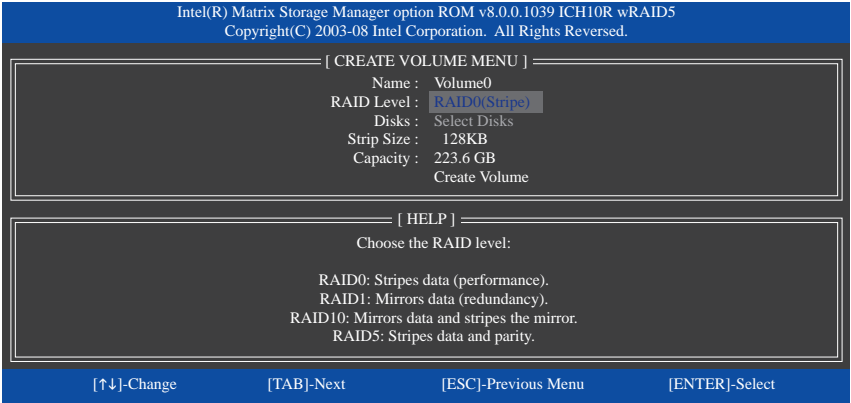 Intel(R) Matrix Storage Manager option ROM v8.0.0.1039 ICH10R wRAID5
Copyright(C) 2003-08 Intel Corporation. All Rights Reversed.
[ CREATE VOLUME MENU ]
Name : Volume0
RAID Level : RAID0(Stripe)
Disks : Select Disks
Strip Size : 128KB
Capacity : 223.6 GB
Create Volume
[ HELP ]
Choose the RAID level:
RAID0: Stripes data (performance).
RAID1: Mirrors data (redundancy).
RAID10: Mirrors data and stripes the mirror.
RAID5: Stripes data and parity.
[↑↓]-Change [TAB]-Next [ESC]-Previous Menu [ENTER]-Select